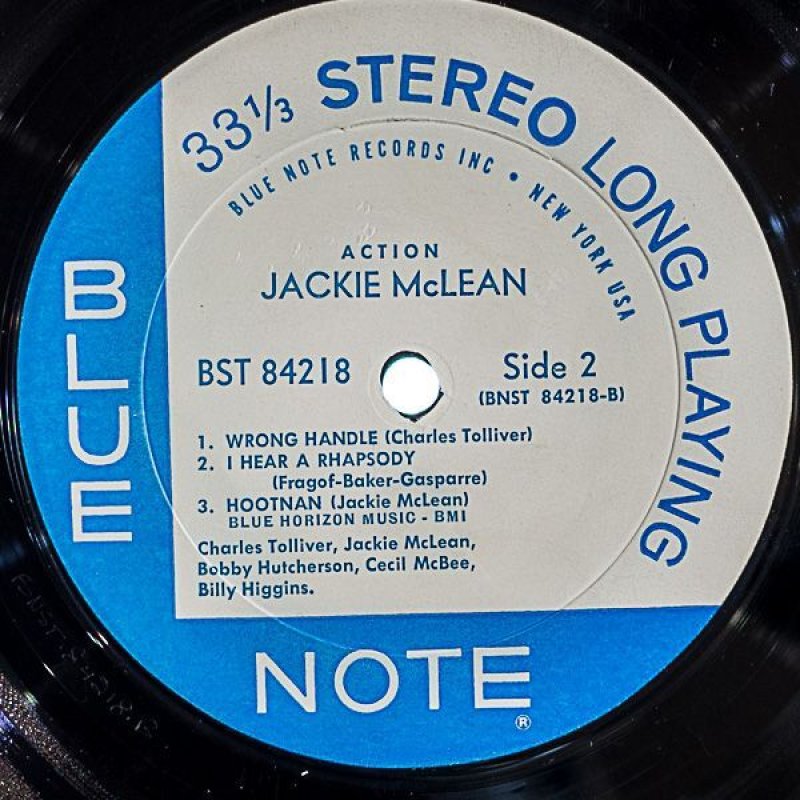 33⅓ STEREO LONG PLAYING
BLUE NOTE RECORDS INC • NEW YORK USA
ACTION
JACKIE McLEAN
BST 84218
Side 2
(BNST 84218-B)
1. WRONG HANDLE (Charles Tolliver)
2. I HEAR A RHAPSODY
(Fragof-Baker-Gasparre)
3. HOOTNAN (Jackie McLean)
BLUE HORIZON MUSIC - BMI
Charles Tolliver, Jackie McLean,
Bobby Hutcherson, Cecil McBee,
Billy Higgins.
BLUE
NOTE ®